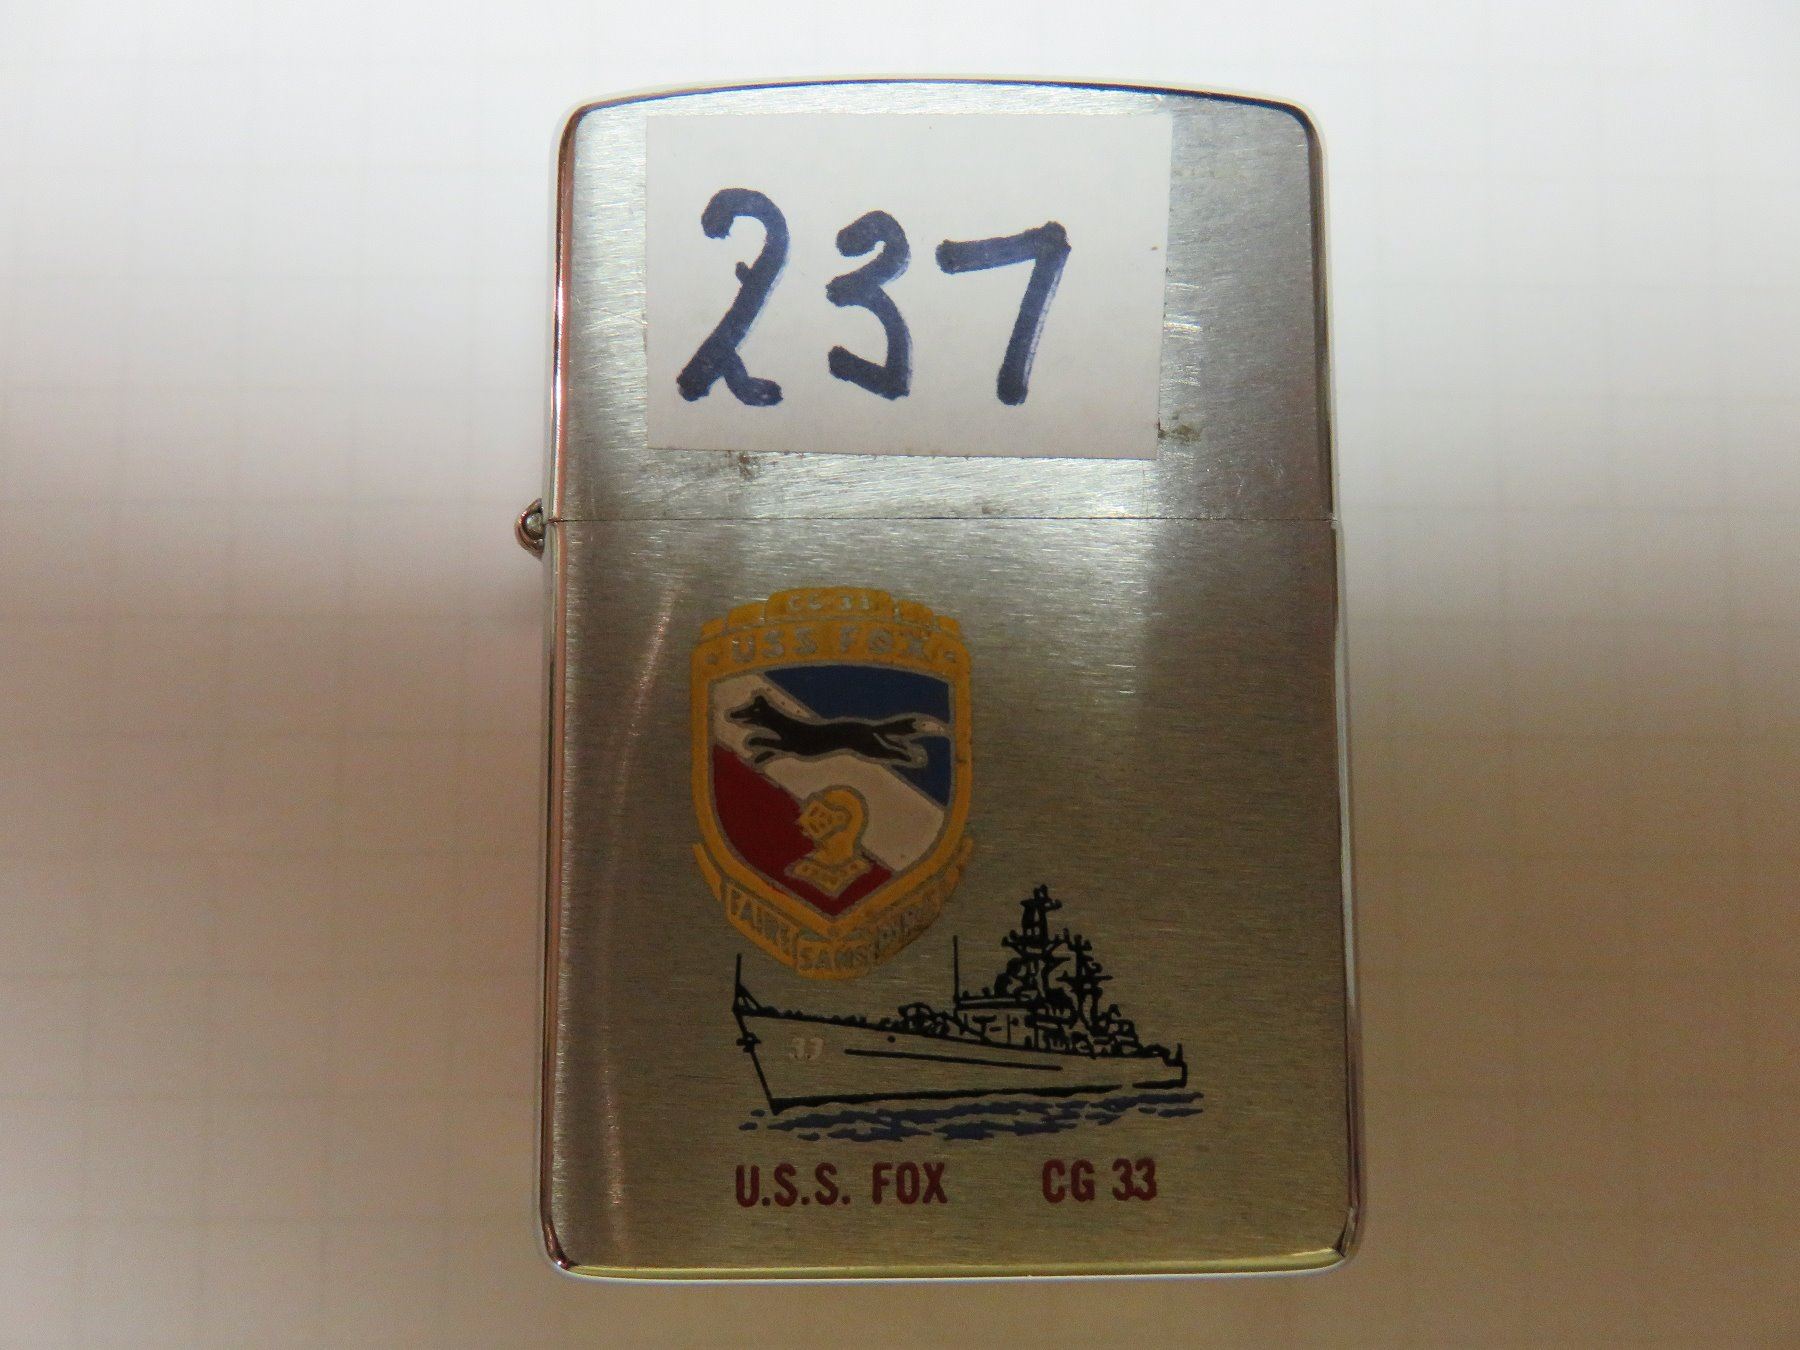 237
CG 33
USS FOX
FAIRE SANS DIRE
33
U.S.S. FOX CG 33